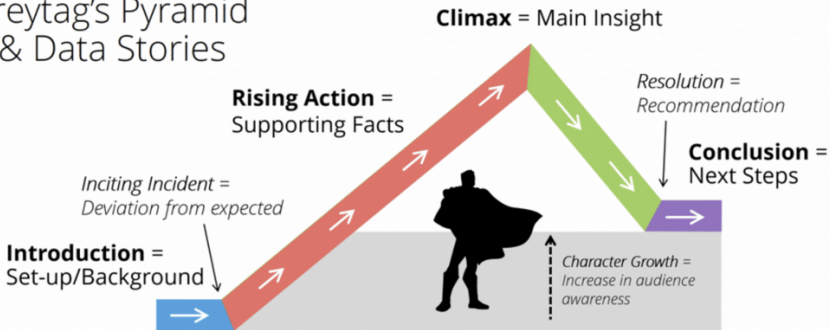 reytag's Pyramid
& Data Stories
Climax = Main Insight
Rising Action =
Supporting Facts
Resolution =
Recommendation
Conclusion =
Next Steps
Inciting Incident =
Deviation from expected
Introduction =
Set-up/Background
Character Growth =
Increase in audience
awareness